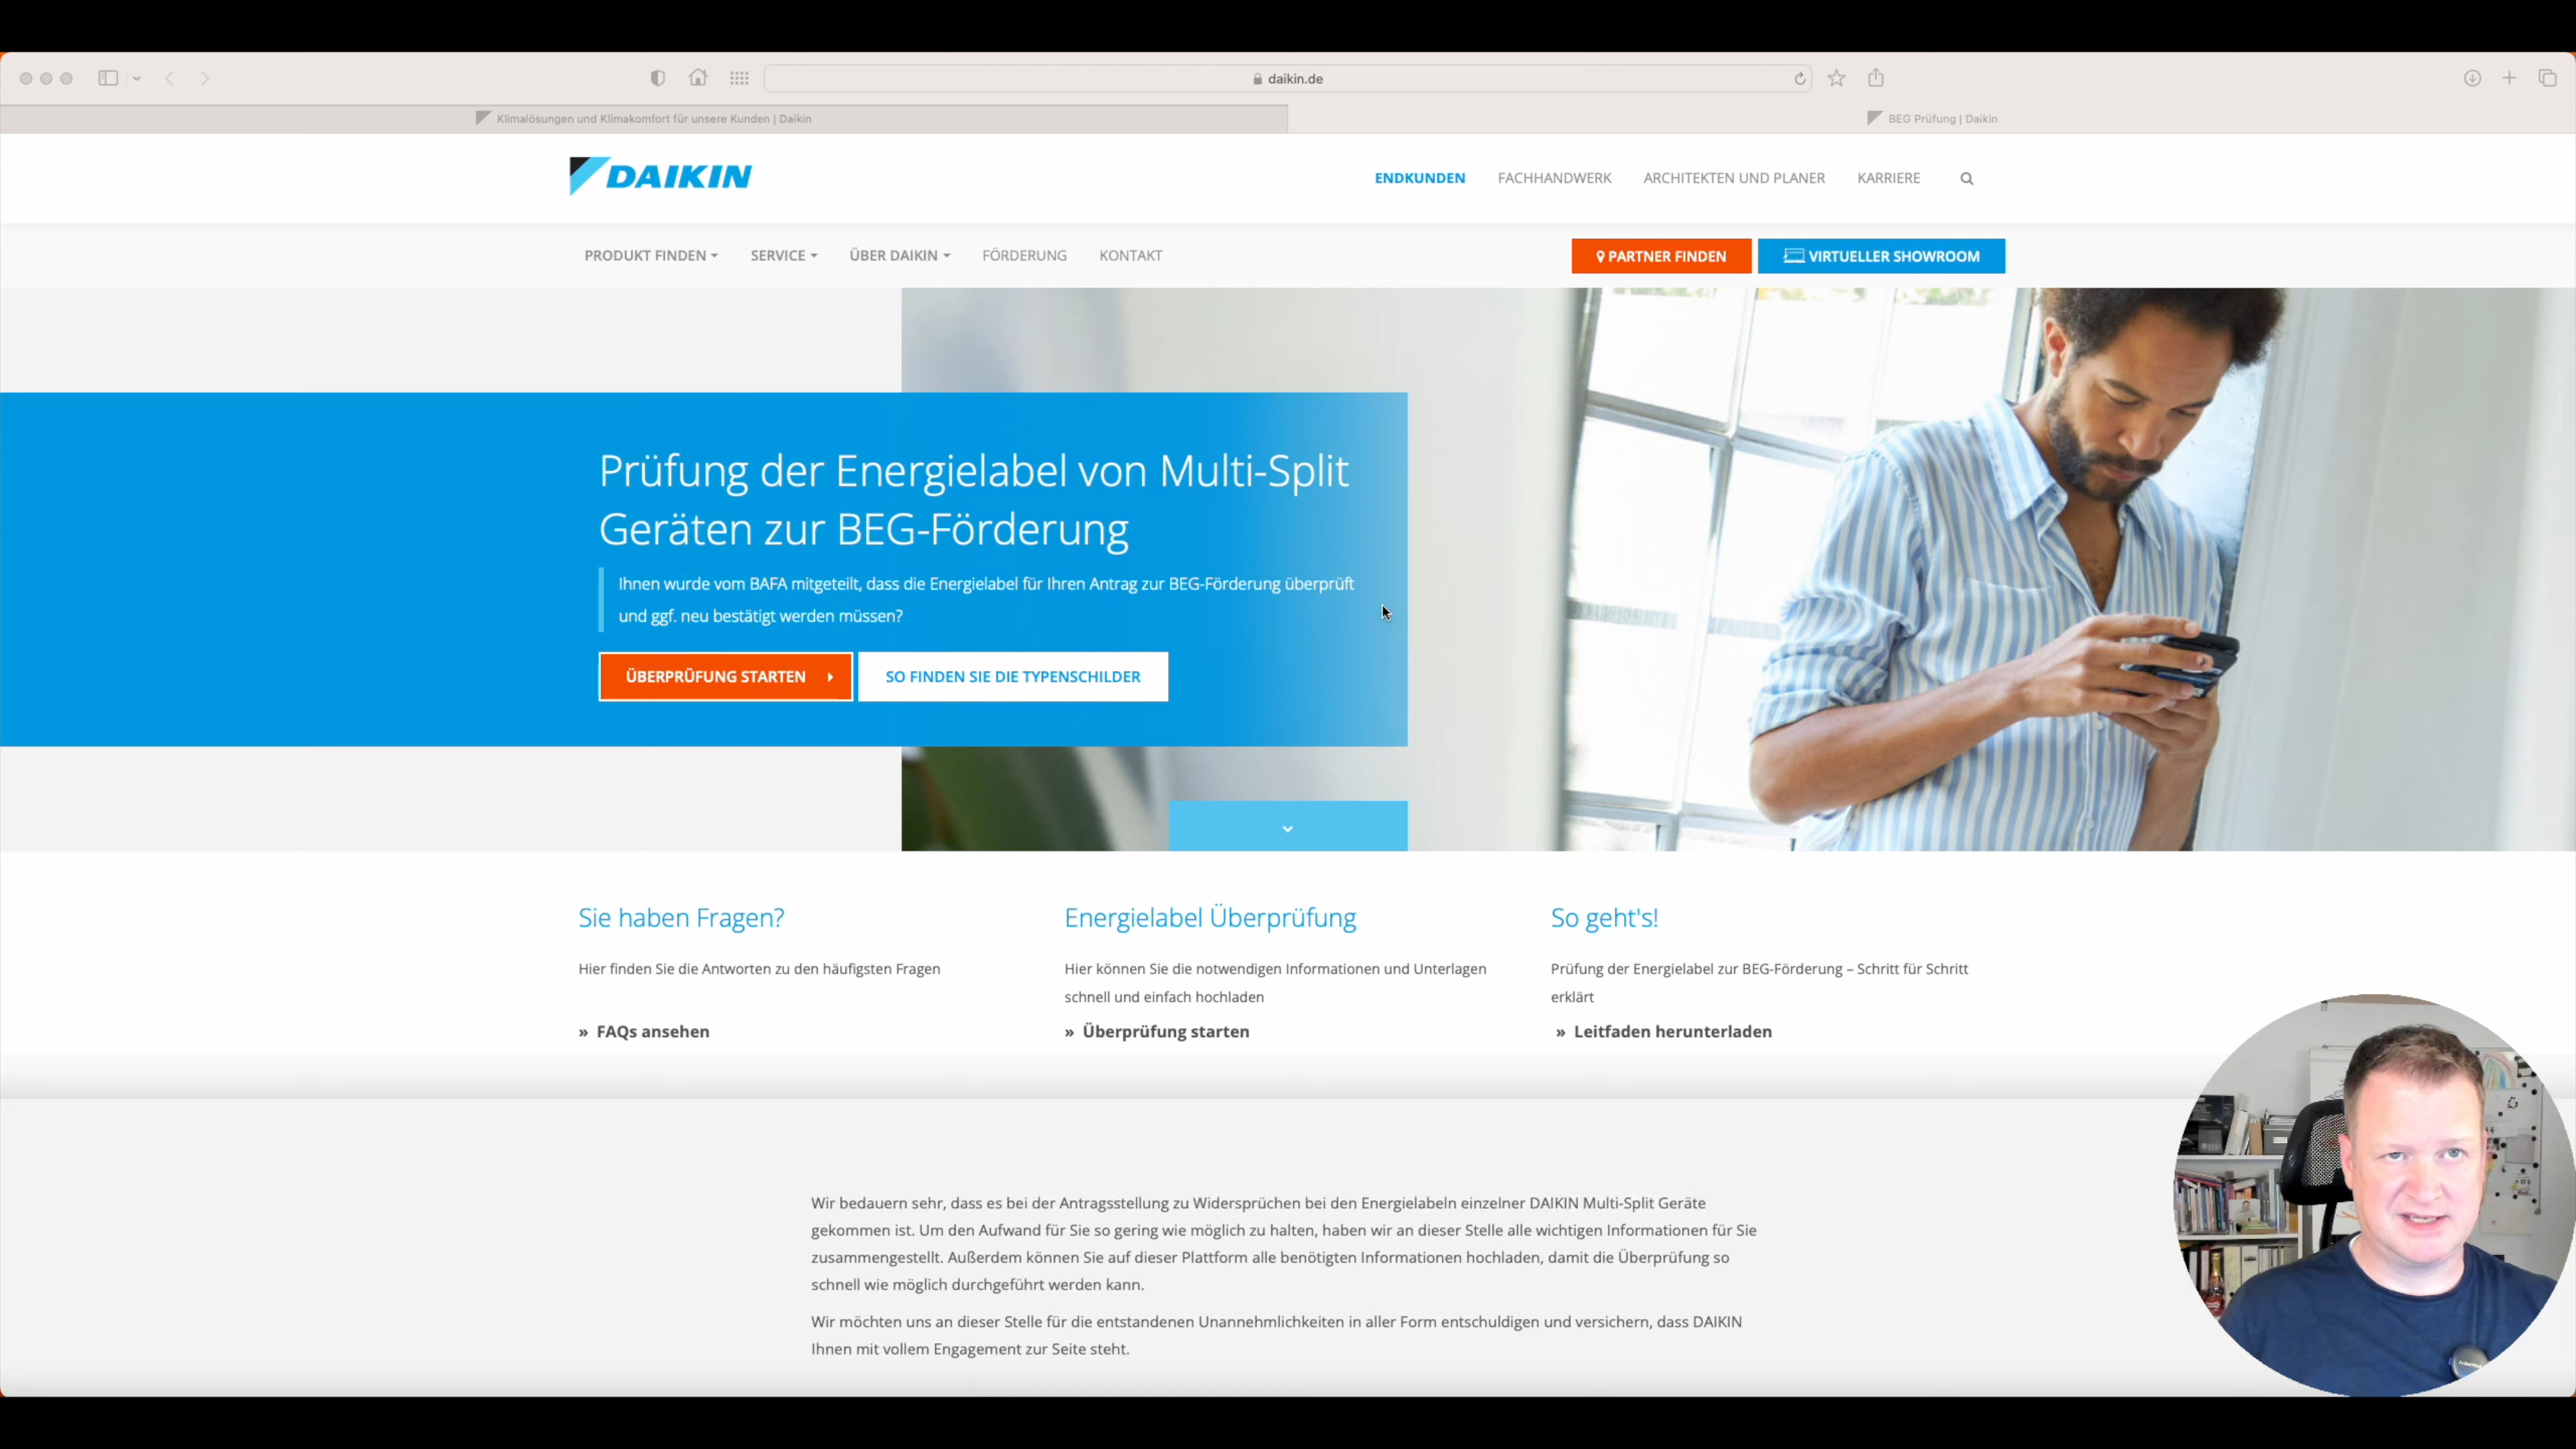 daikin.de
Klimalösungen und Klimakomfort für unsere Kunden | Daikin
BEG Prüfung | Daikin
DAIKIN
ENDKUNDEN
FACHHANDWERK
ARCHITEKTEN UND PLANER
KARRIERE
PRODUKT FINDEN
SERVICE
ÜBER DAIKIN
FÖRDERUNG
KONTAKT
PARTNER FINDEN
VIRTUELLER SHOWROOM
Prüfung der Energielabel von Multi-Split
Geräten zur BEG-Förderung
Ihnen wurde vom BAFA mitgeteilt, dass die Energielabel für Ihren Antrag zur BEG-Förderung überprüft
und ggf. neu bestätigt werden müssen?
ÜBERPRÜFUNG STARTEN
SO FINDEN SIE DIE TYPENSCHILDER
Sie haben Fragen?
Hier finden Sie die Antworten zu den häufigsten Fragen
» FAQs ansehen
Energielabel Überprüfung
Hier können Sie die notwendigen Informationen und Unterlagen
schnell und einfach hochladen
» Überprüfung starten
So geht's!
Prüfung der Energielabel zur BEG-Förderung – Schritt für Schritt
erklärt
» Leitfaden herunterladen
Wir bedauern sehr, dass es bei der Antragsstellung zu Widersprüchen bei den Energielabeln einzelner DAIKIN Multi-Split Geräte
gekommen ist. Um den Aufwand für Sie so gering wie möglich zu halten, haben wir an dieser Stelle alle wichtigen Informationen für Sie
zusammengestellt. Außerdem können Sie auf dieser Plattform alle benötigten Informationen hochladen, damit die Überprüfung so
schnell wie möglich durchgeführt werden kann.
Wir möchten uns an dieser Stelle für die entstandenen Unannehmlichkeiten in aller Form entschuldigen und versichern, dass DAIKIN
Ihnen mit vollem Engagement zur Seite steht.